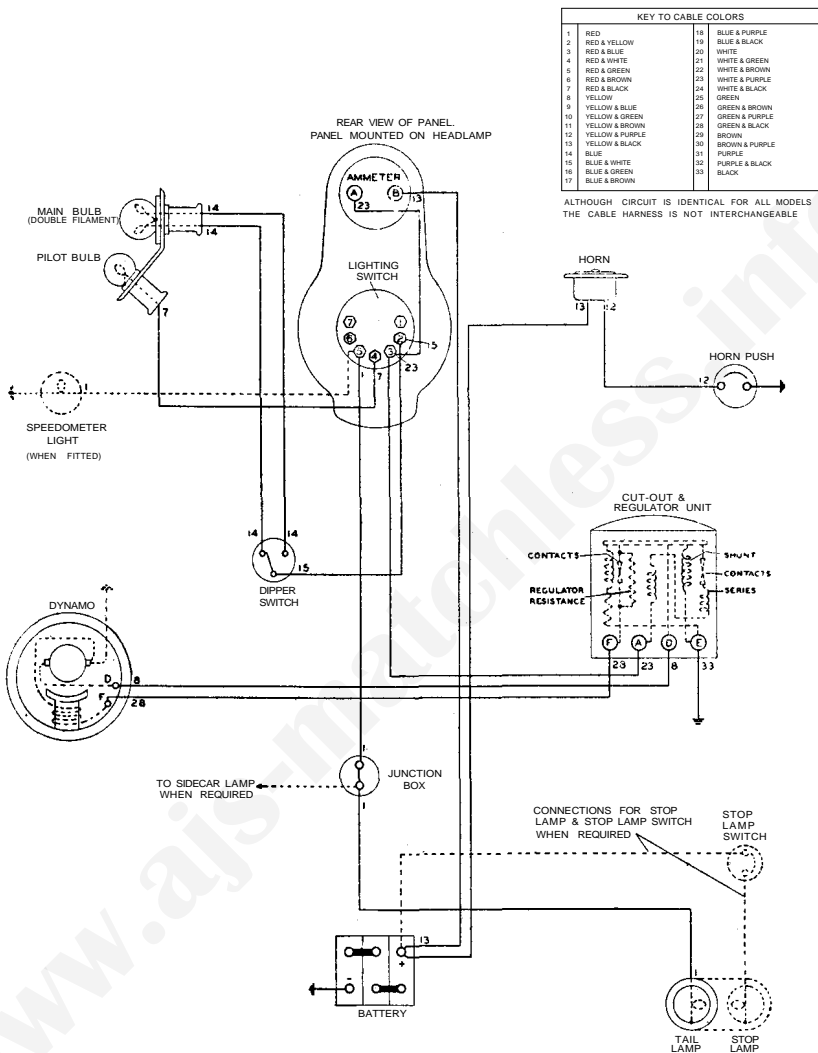 KEY TO CABLE COLORS
1 RED
2 RED & YELLOW
3 RED & BLUE
4 RED & WHITE
5 RED & GREEN
6 RED & BROWN
7 RED & BLACK
8 YELLOW
9 YELLOW & BLUE
10 YELLOW & GREEN
11 YELLOW & BROWN
12 YELLOW & PURPLE
13 YELLOW & BLACK
14 BLUE
15 BLUE & WHITE
16 BLUE & GREEN
17 BLUE & BROWN
18 BLUE & PURPLE
19 BLUE & BLACK
20 WHITE
21 WHITE & GREEN
22 WHITE & BROWN
23 WHITE & PURPLE
24 WHITE & BLACK
25 GREEN
26 GREEN & BROWN
27 GREEN & PURPLE
28 GREEN & BLACK
29 BROWN
30 BROWN & PURPLE
31 PURPLE
32 PURPLE & BLACK
33 BLACK
ALTHOUGH CIRCUIT IS IDENTICAL FOR ALL MODELS
THE CABLE HARNESS IS NOT INTERCHANGEABLE
REAR VIEW OF PANEL.
PANEL MOUNTED ON HEADLAMP
AMMETER
A
B
13
23
MAIN BULB
(DOUBLE FILAMENT)
14
14
PILOT BULB
7
LIGHTING
SWITCH
7
1
6
2
5
4
3
15
1
7
23
HORN
13
12
HORN PUSH
12
1
SPEEDOMETER
LIGHT
(WHEN FITTED)
14
14
15
DIPPER
SWITCH
CUT-OUT &
REGULATOR UNIT
CONTACTS
SHUNT
CONTACTS
REGULATOR
RESISTANCE
SERIES
F
A
D
E
28
23
8
33
DYNAMO
D
8
F
28
1
JUNCTION
BOX
1
TO SIDECAR LAMP
WHEN REQUIRED
CONNECTIONS FOR STOP
LAMP & STOP LAMP SWITCH
WHEN REQUIRED
STOP
LAMP
SWITCH
13
+
-
BATTERY
1
TAIL
LAMP
STOP
LAMP
www.ajs-matchless.info